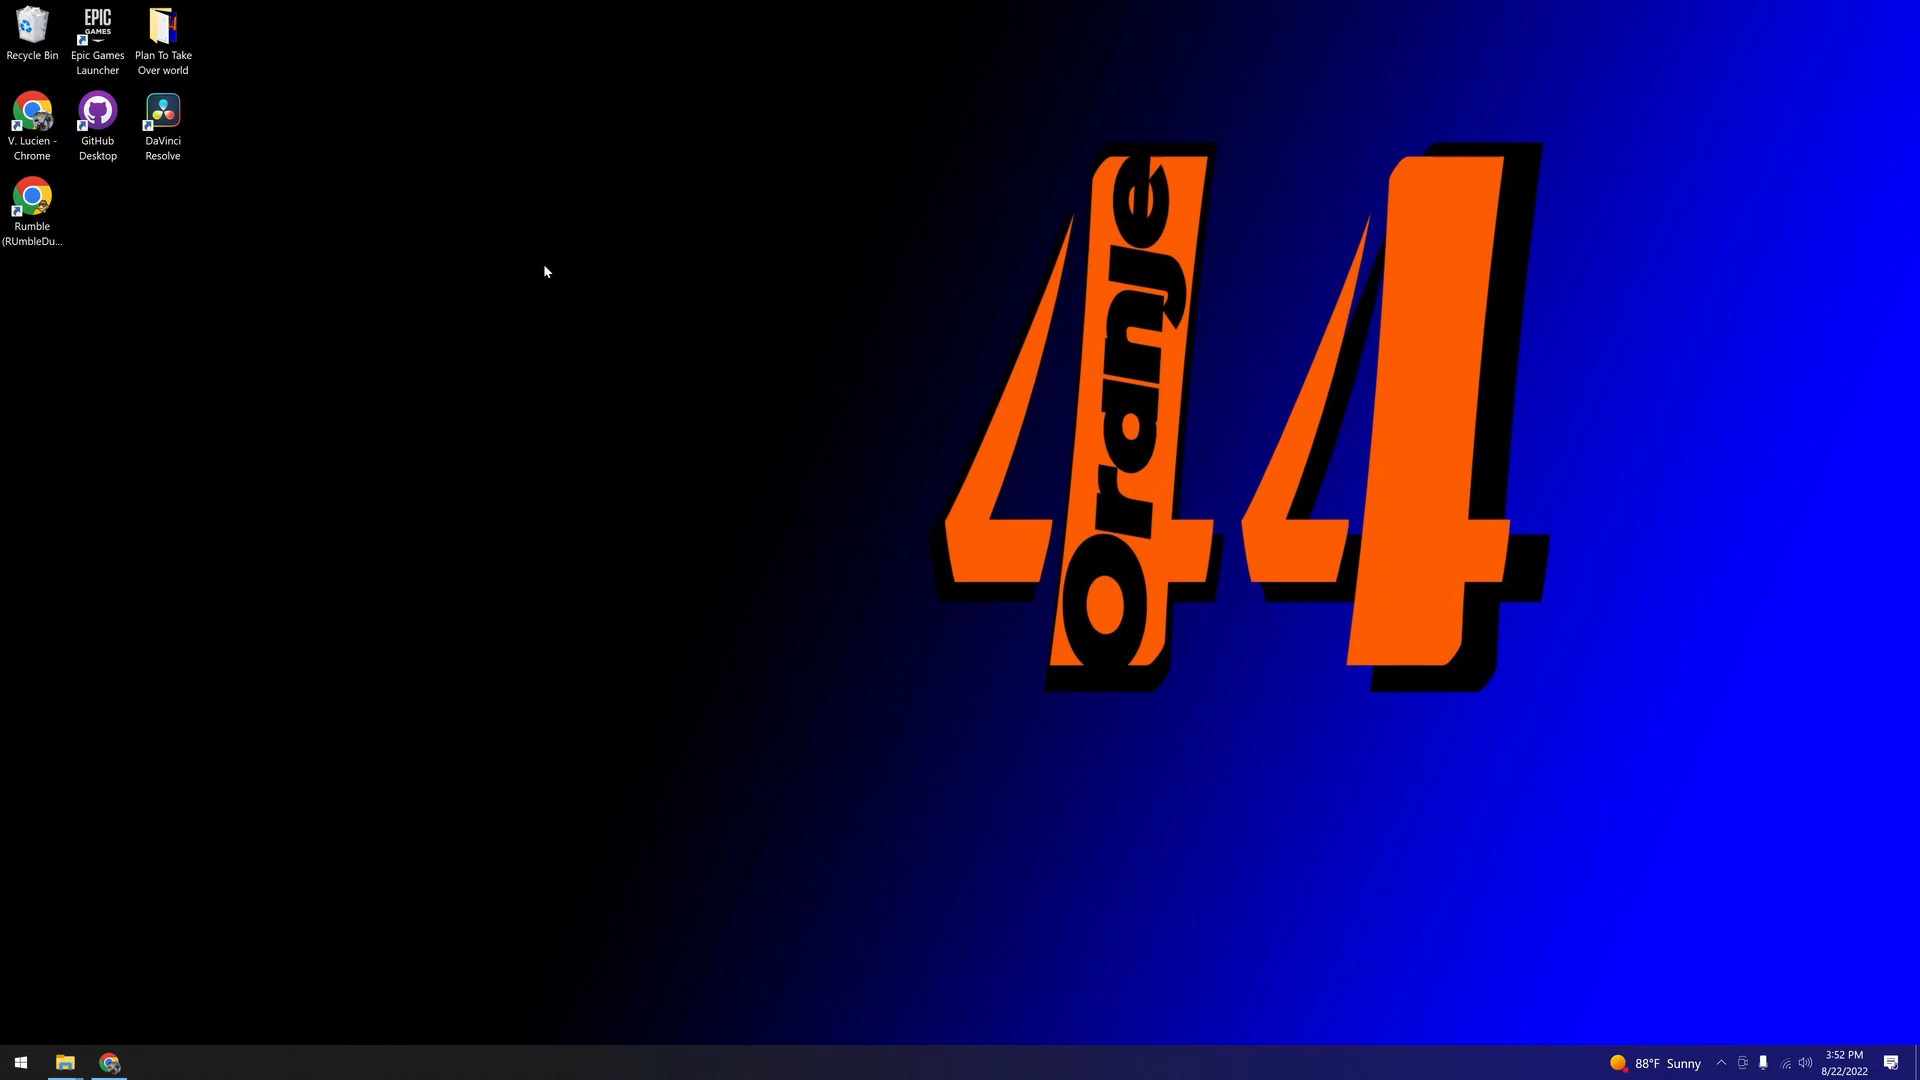 Recycle Bin
EPIC
GAMES
Epic Games
Launcher
Plan To Take
Over world
V. Lucien -
Chrome
GitHub
Desktop
DaVinci
Resolve
Rumble
(RUmbleDu...
44
Oranje
88°F Sunny
3:52 PM
8/22/2022